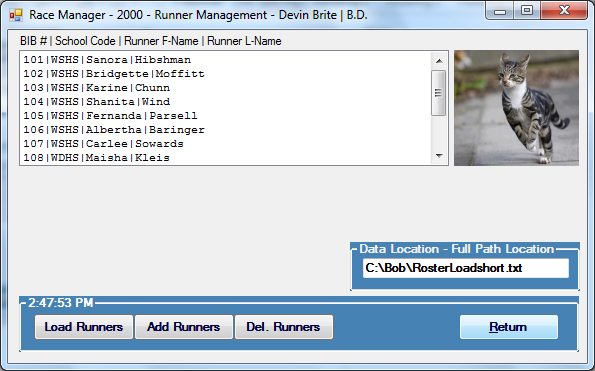 Race Manager - 2000 - Runner Management - Devin Brite | B.D.
BIB # | School Code | Runner F-Name | Runner L-Name
101|WSHS|Sanora|Hibshman
102|WSHS|Bridgette|Moffitt
103|WSHS|Karine|Chunn
104|WSHS|Shanita|Wind
105|WSHS|Fernanda|Parsell
106|WSHS|Albertha|Baringer
107|WSHS|Carlee|Sowards
108|WDHS|Maisha|Kleis
Data Location - Full Path Location
C:\Bob\RosterLoadshort.txt
2:47:53 PM
Load Runners Add Runners Del. Runners Return